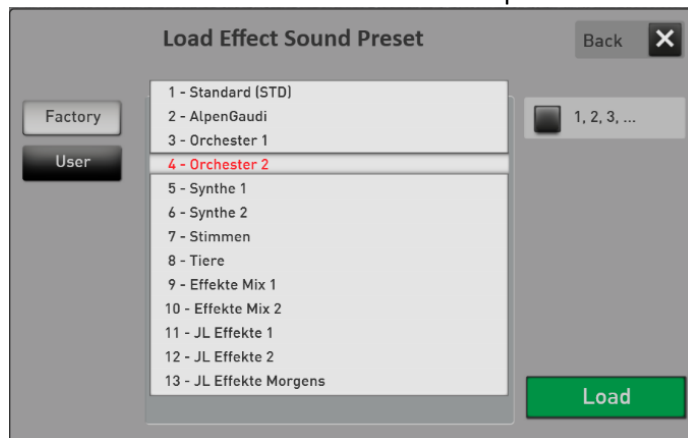 Load Effect Sound Preset
Back
Factory
User
1 - Standard (STD)
2 - AlpenGaudi
3 - Orchester 1
4 - Orchester 2
5 - Synthe 1
6 - Synthe 2
7 - Stimmen
8 - Tiere
9 - Effekte Mix 1
10 - Effekte Mix 2
11 - JL Effekte 1
12 - JL Effekte 2
13 - JL Effekte Morgens
1, 2, 3, ...
Load